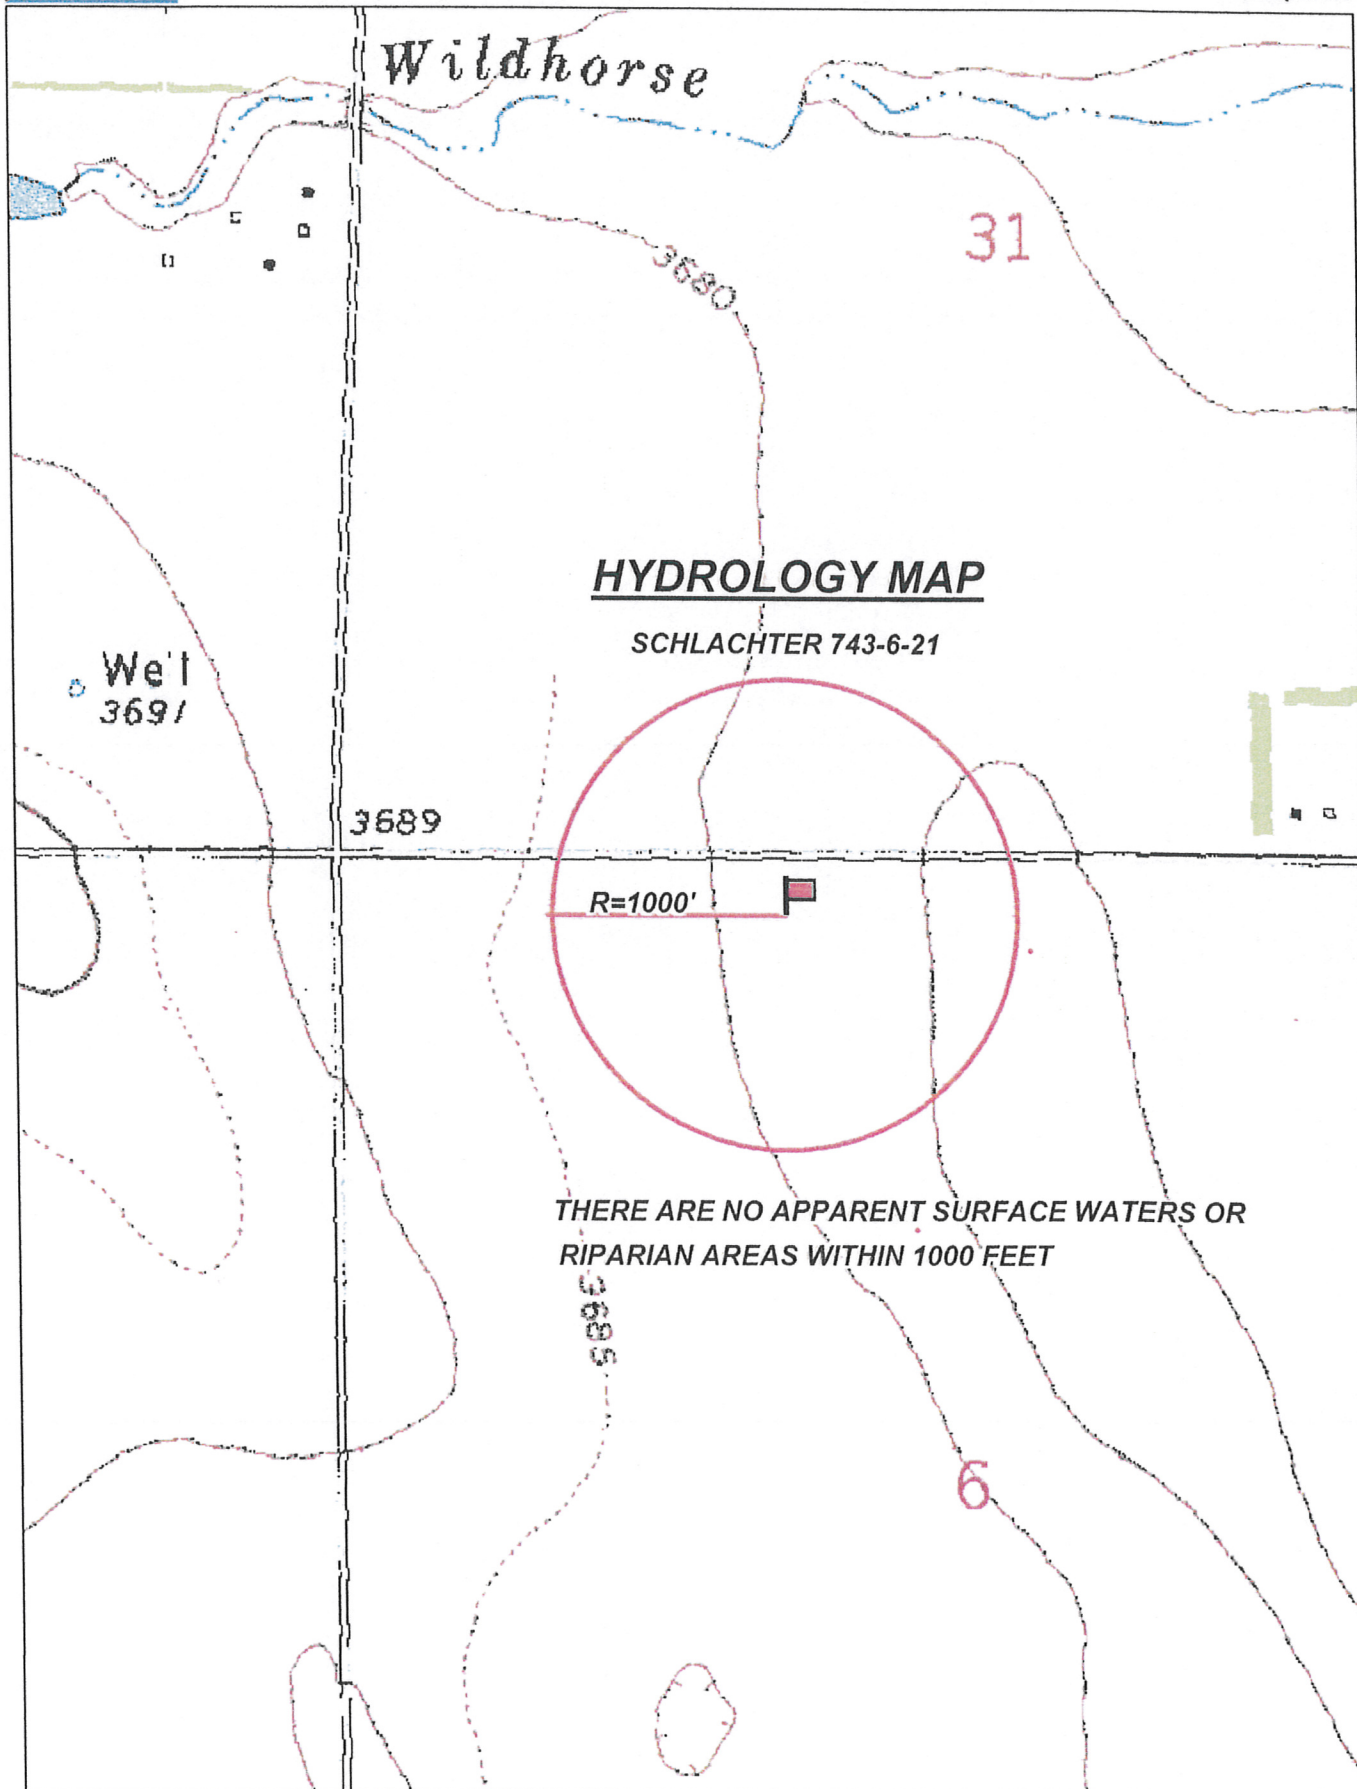 Wildhorse
31
3680
HYDROLOGY MAP
SCHLACHTER 743-6-21
We'l
3691
3689
R=1000'
THERE ARE NO APPARENT SURFACE WATERS OR
RIPARIAN AREAS WITHIN 1000 FEET
3685
6